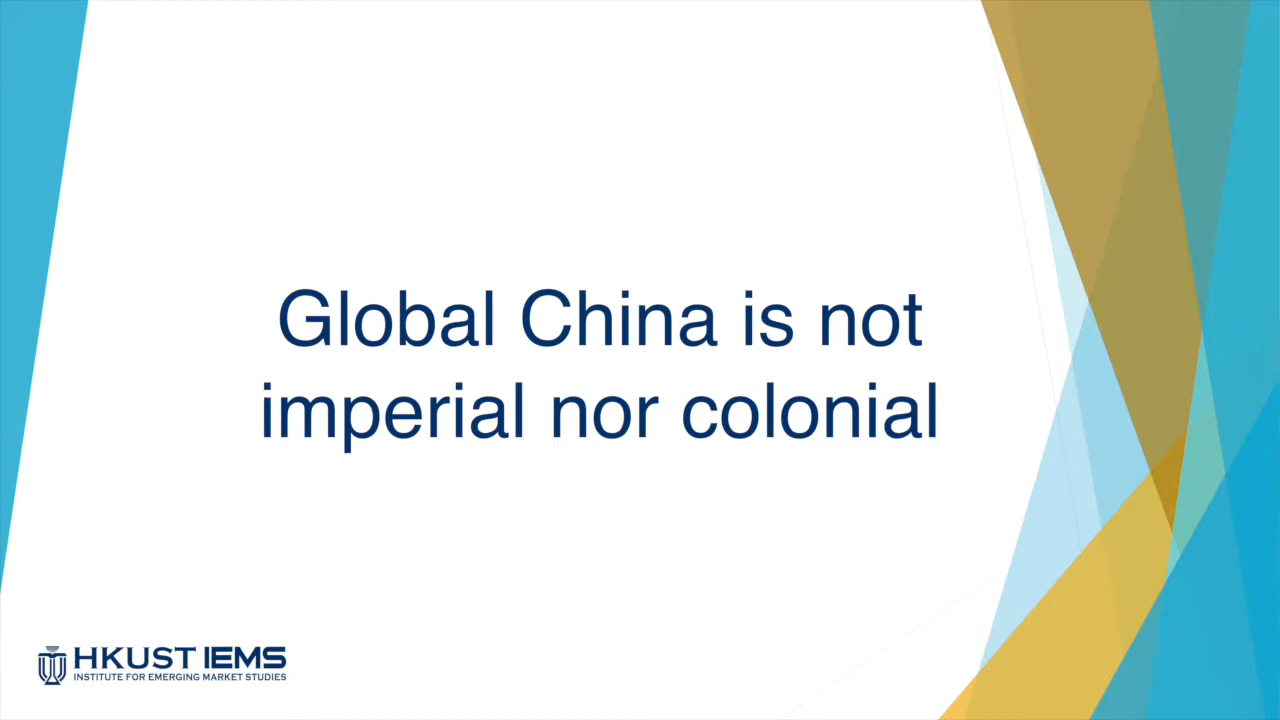 Global China is not
imperial nor colonial
HKUST IEMS
INSTITUTE FOR EMERGING MARKET STUDIES